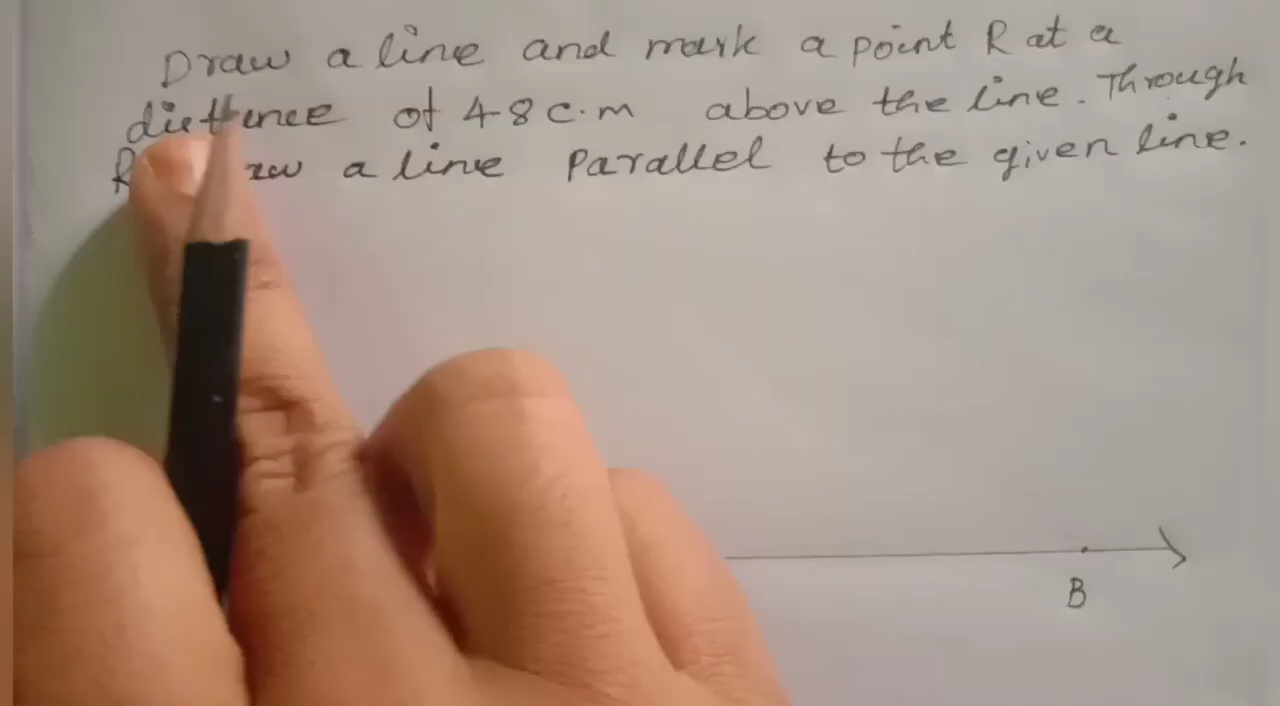 Draw a line and mark a point R at a
distence of 4.8 c.m above the line. Through
R a line parallel to the given line.
B